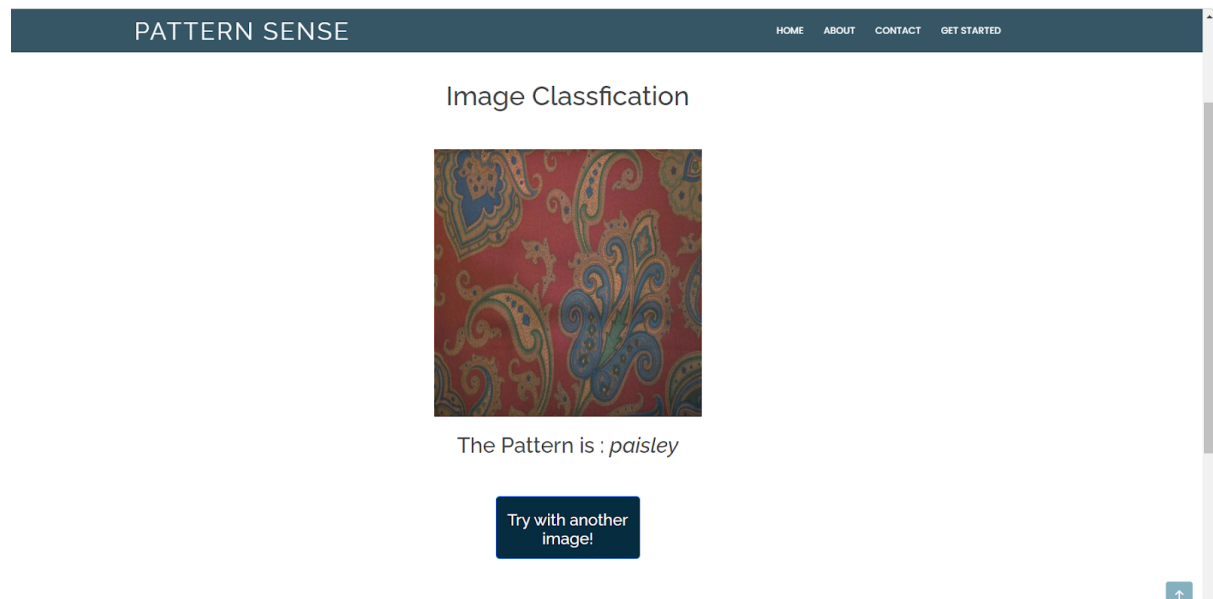 PATTERN SENSE
HOME ABOUT CONTACT GET STARTED
Image Classfication
The Pattern is : paisley
Try with another
image!